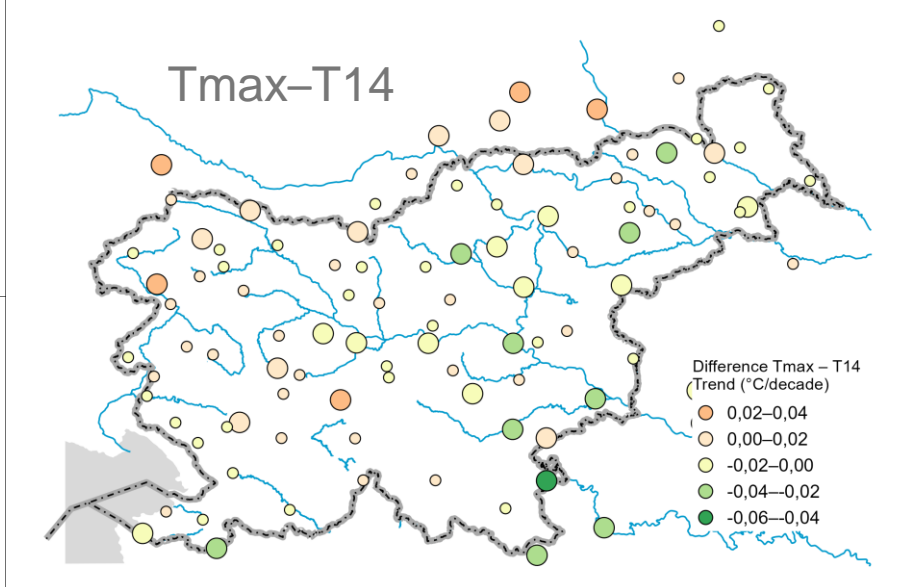 Tmax–T14
Difference Tmax – T14
Trend (°C/decade)
0,02–0,04
0,00–0,02
-0,02–0,00
-0,04–-0,02
-0,06–-0,04